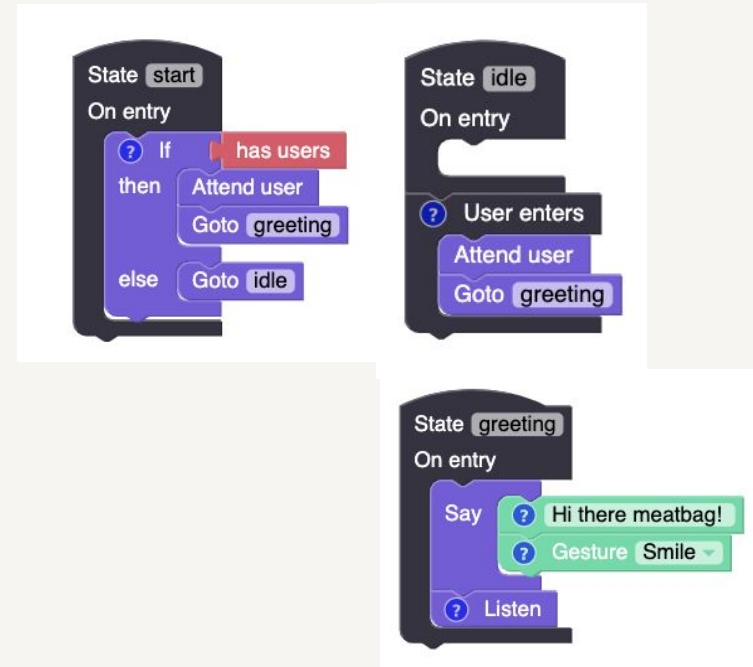 State start
On entry
? If has users
then Attend user
Goto greeting
else Goto idle
State idle
On entry
? User enters
Attend user
Goto greeting
State greeting
On entry
Say ? Hi there meatbag!
? Gesture Smile
? Listen